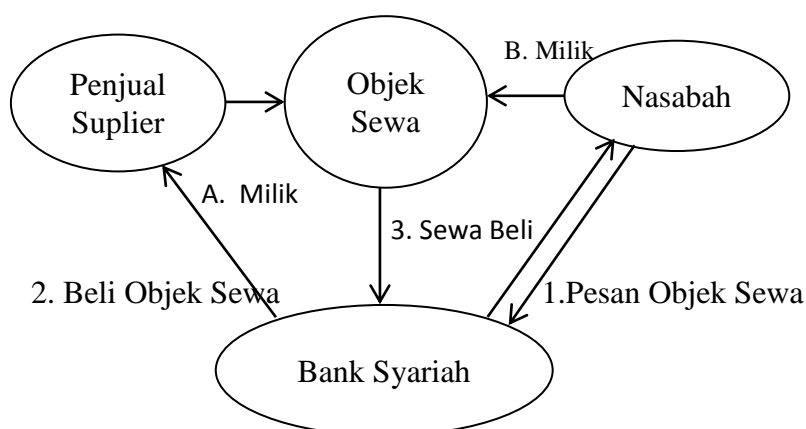 B. Milik
Penjual
Suplier
Objek
Sewa
Nasabah
A. Milik
3. Sewa Beli
2. Beli Objek Sewa
1.Pesan Objek Sewa
Bank Syariah